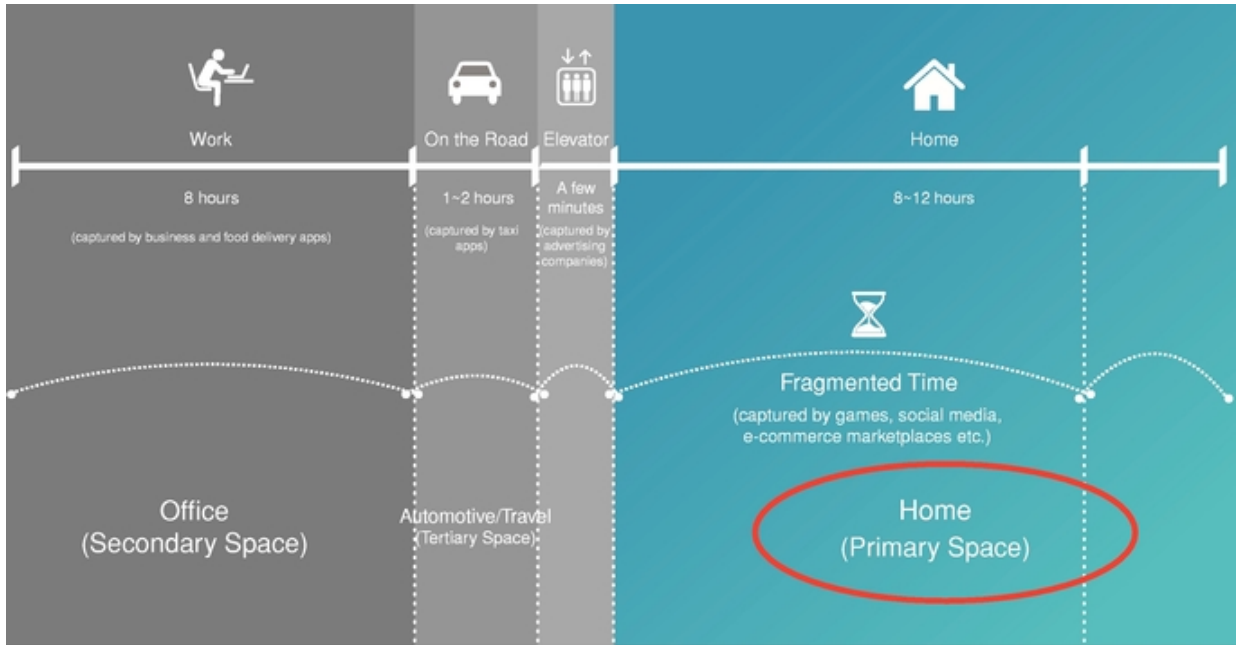 Work
On the Road
Elevator
Home
8 hours
1~2 hours
A few
minutes
8~12 hours
(captured by business and food delivery apps)
(captured by taxi
apps)
(captured by
advertising
companies)
Fragmented Time
(captured by games, social media,
e-commerce marketplaces etc.)
Office
(Secondary Space)
Automotive/Travel
(Tertiary Space)
Home
(Primary Space)